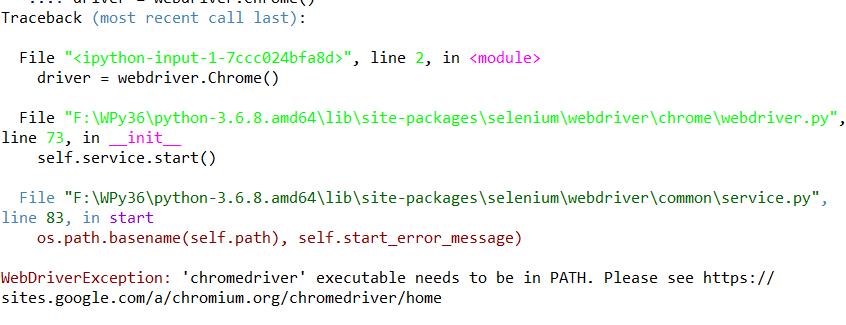 .... driver = webdriver.Chrome()
Traceback (most recent call last):
File "<ipython-input-1-7ccc024bfa8d>", line 2, in <module>
driver = webdriver.Chrome()
File "F:\WPy36\python-3.6.8.amd64\lib\site-packages\selenium\webdriver\chrome\webdriver.py",
line 73, in __init__
self.service.start()
File "F:\WPy36\python-3.6.8.amd64\lib\site-packages\selenium\webdriver\common\service.py",
line 83, in start
os.path.basename(self.path), self.start_error_message)
WebDriverException: 'chromedriver' executable needs to be in PATH. Please see https://
sites.google.com/a/chromium.org/chromedriver/home